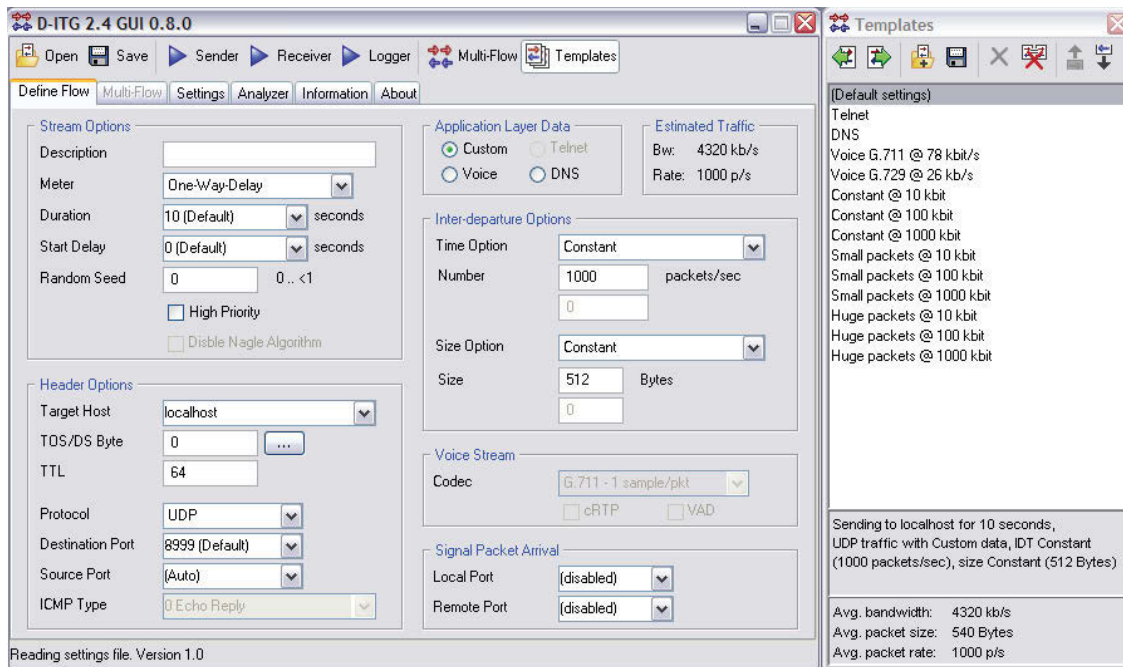 D-ITG 2.4 GUI 0.8.0
Open Save Sender Receiver Logger Multi-Flow Templates
Define Flow Multi-Flow Settings Analyzer Information About
Stream Options
Description
Meter One-Way-Delay
Duration 10 (Default) seconds
Start Delay 0 (Default) seconds
Random Seed 0 0 .. <1
High Priority
Disble Nagle Algorithm
Header Options
Target Host localhost
TOS/DS Byte 0 ...
TTL 64
Protocol UDP
Destination Port 8999 (Default)
Source Port (Auto)
ICMP Type 0 Echo Reply
Application Layer Data
Custom Telnet
Voice DNS
Estimated Traffic
Bw: 4320 kb/s
Rate: 1000 p/s
Inter-departure Options
Time Option Constant
Number 1000 packets/sec
0
Size Option Constant
Size 512 Bytes
0
Voice Stream
Codec G.711 - 1 sample/pkt
cRTP VAD
Signal Packet Arrival
Local Port (disabled)
Remote Port (disabled)
Reading settings file. Version 1.0
Templates
(Default settings)
Telnet
DNS
Voice G.711 @ 78 kbit/s
Voice G.729 @ 26 kb/s
Constant @ 10 kbit
Constant @ 100 kbit
Constant @ 1000 kbit
Small packets @ 10 kbit
Small packets @ 100 kbit
Small packets @ 1000 kbit
Huge packets @ 10 kbit
Huge packets @ 100 kbit
Huge packets @ 1000 kbit
Sending to localhost for 10 seconds,
UDP traffic with Custom data, IDT Constant
(1000 packets/sec), size Constant (512 Bytes)
Avg. bandwidth: 4320 kb/s
Avg. packet size: 540 Bytes
Avg. packet rate: 1000 p/s